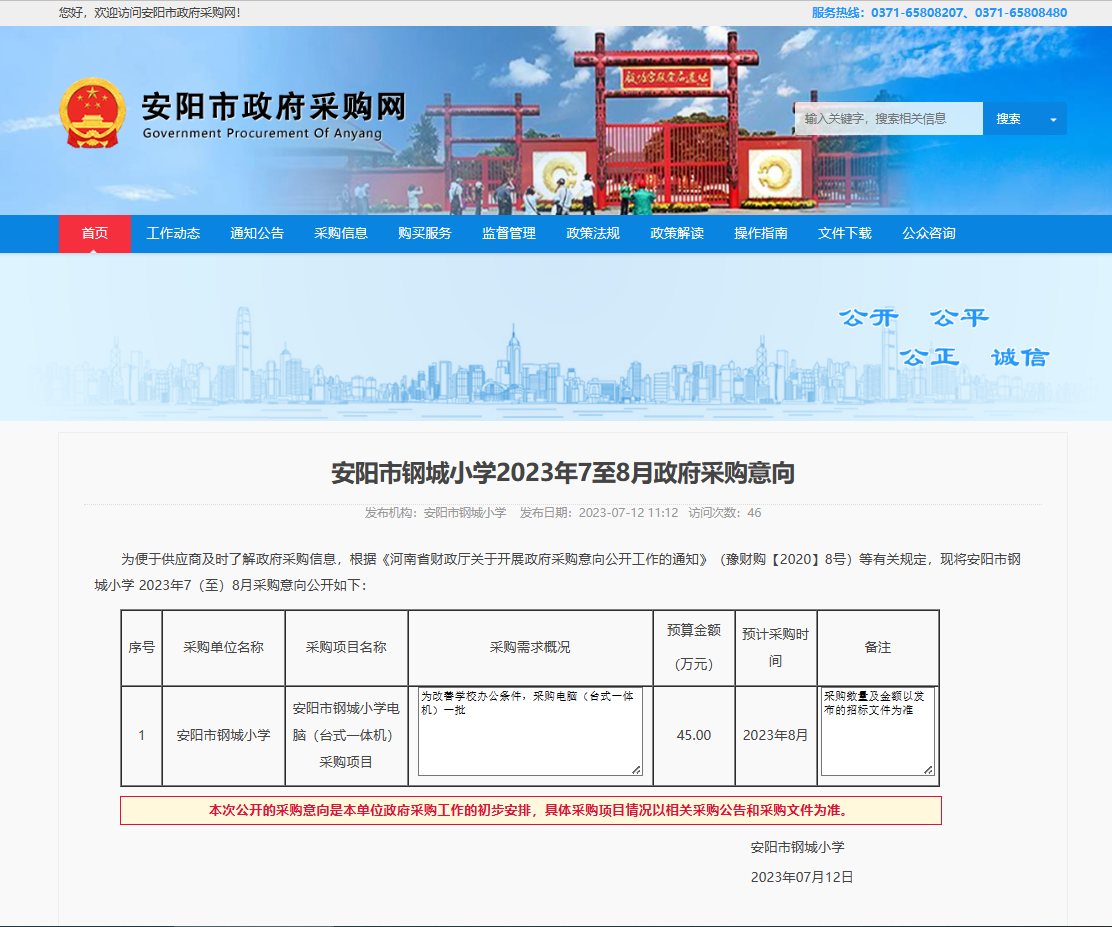 您好，欢迎访问安阳市政府采购网!
服务热线：0371-65808207、0371-65808480
安阳市政府采购网
Government Procurement Of Anyang
输入关键字，搜索相关信息
搜索
首页 工作动态 通知公告 采购信息 购买服务 监督管理 政策法规 政策解读 操作指南 文件下载 公众咨询
公开 公平
公正 诚信
安阳市钢城小学2023年7至8月政府采购意向
发布机构：安阳市钢城小学 发布日期：2023-07-12 11:12 访问次数：46
为便于供应商及时了解政府采购信息，根据《河南省财政厅关于开展政府采购意向公开工作的通知》（豫财购【2020】8号）等有关规定，现将安阳市钢
城小学 2023年7（至）8月采购意向公开如下：
序号 采购单位名称 采购项目名称 采购需求概况 预算金额
（万元） 预计采购时
间 备注
1 安阳市钢城小学 安阳市钢城小学电
脑（台式一体机）
采购项目 为改善学校办公条件，采购电脑（台式一体
机）一批 45.00 2023年8月 采购数量及金额以发
布的招标文件为准
本次公开的采购意向是本单位政府采购工作的初步安排，具体采购项目情况以相关采购公告和采购文件为准。
安阳市钢城小学
2023年07月12日